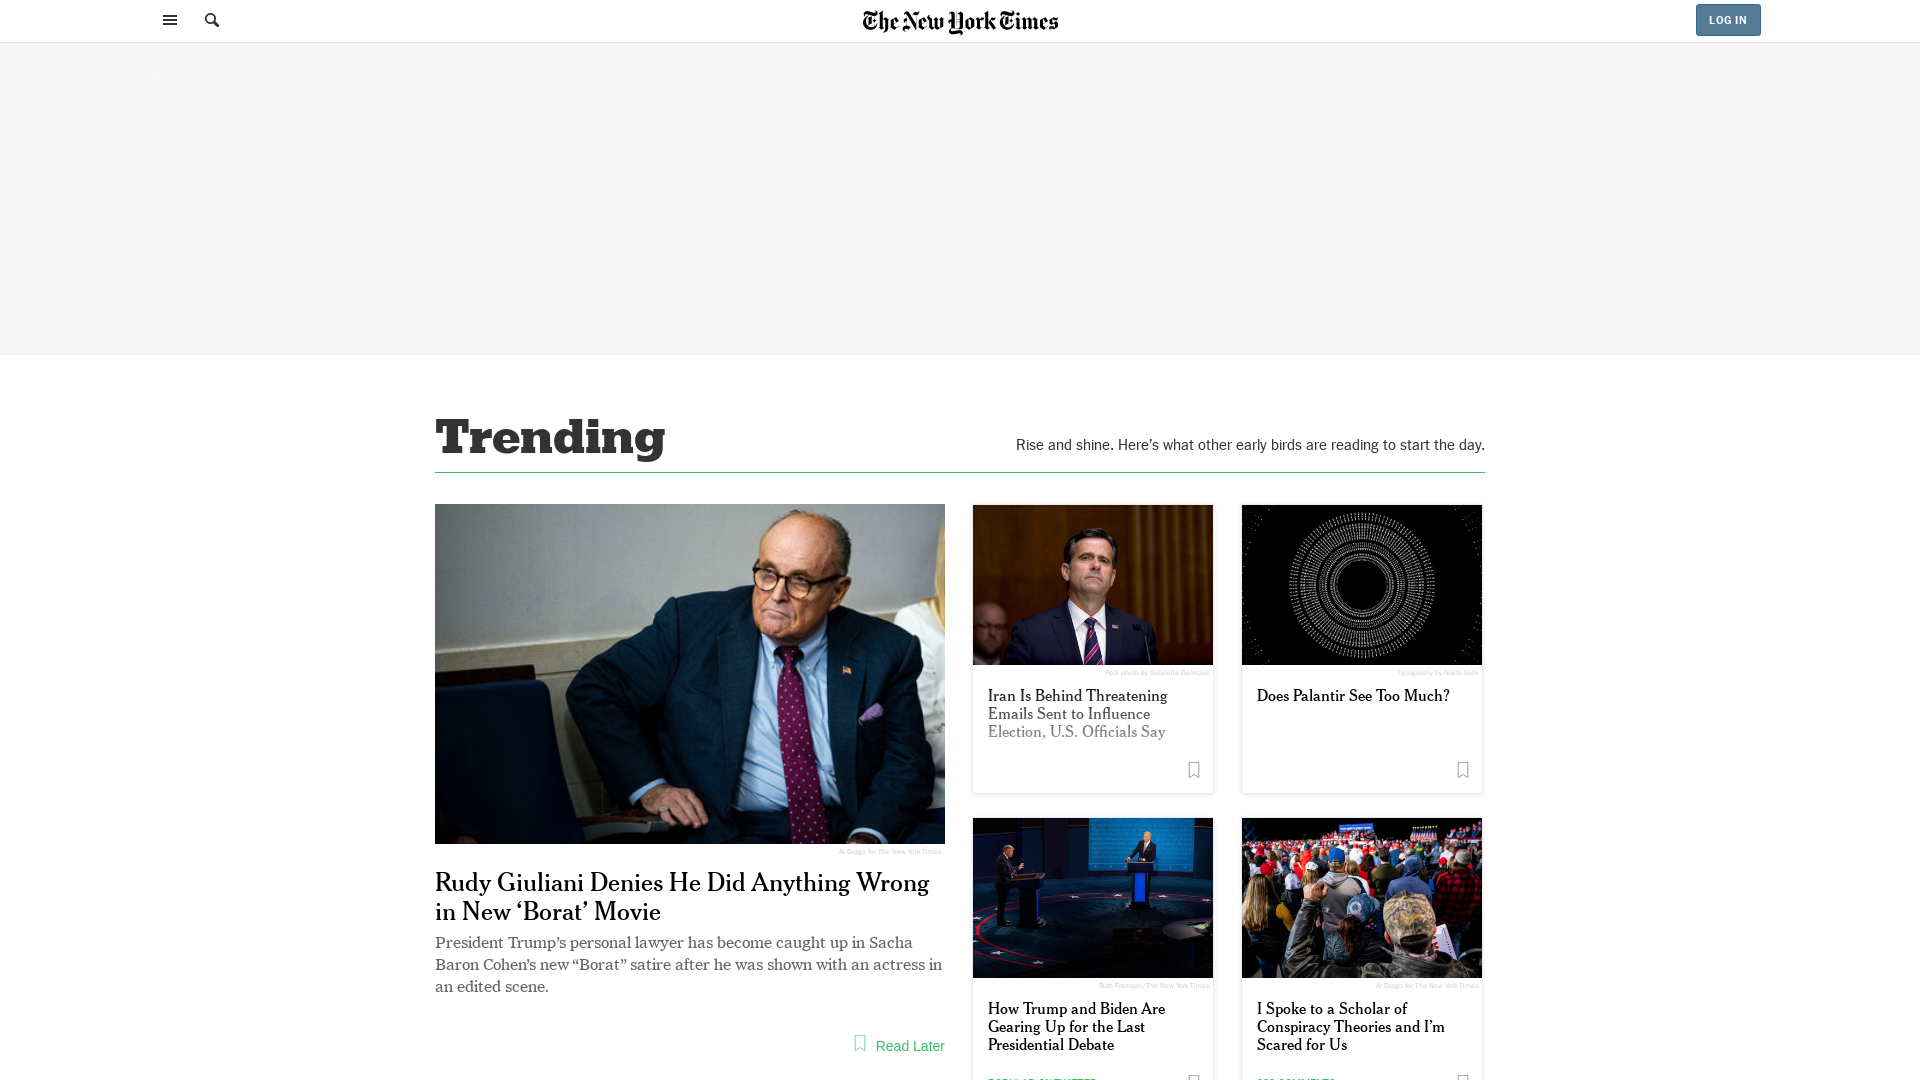 The New York Times
LOG IN
Trending
Rise and shine. Here’s what other early birds are reading to start the day.
Al Drago for The New York Times
Rudy Giuliani Denies He Did Anything Wrong
in New ‘Borat’ Movie
President Trump’s personal lawyer has become caught up in Sacha
Baron Cohen’s new “Borat” satire after he was shown with an actress in
an edited scene.
Read Later
Pool photo by Gabriella Demczuk
Iran Is Behind Threatening
Emails Sent to Influence
Election, U.S. Officials Say
Typography by Nikita Iziev
Does Palantir See Too Much?
Ruth Fremson/The New York Times
How Trump and Biden Are
Gearing Up for the Last
Presidential Debate
Al Drago for The New York Times
I Spoke to a Scholar of
Conspiracy Theories and I’m
Scared for Us